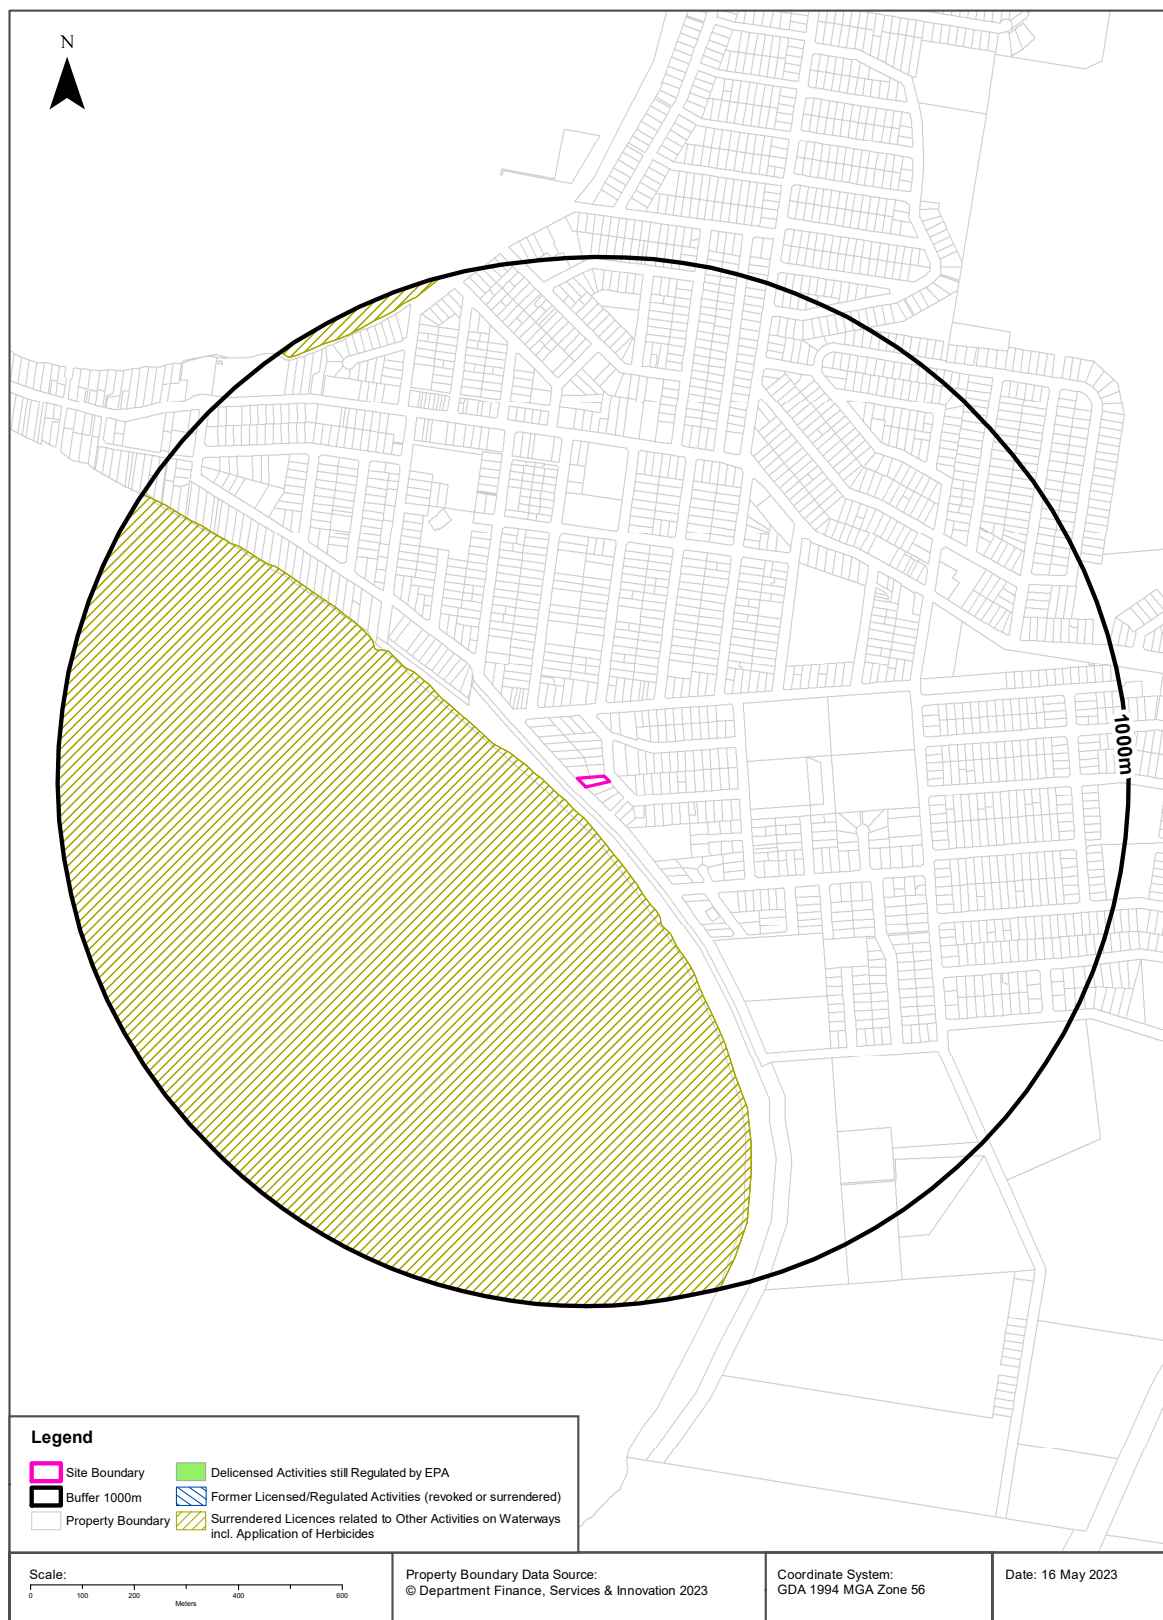 N
1000m
Legend
Site Boundary
Buffer 1000m
Property Boundary
Delicensed Activities still Regulated by EPA
Former Licensed/Regulated Activities (revoked or surrendered)
Surrendered Licences related to Other Activities on Waterways
incl. Application of Herbicides
Scale:
0 100 200 400 600
Meters
Property Boundary Data Source:
© Department Finance, Services & Innovation 2023
Coordinate System:
GDA 1994 MGA Zone 56
Date: 16 May 2023